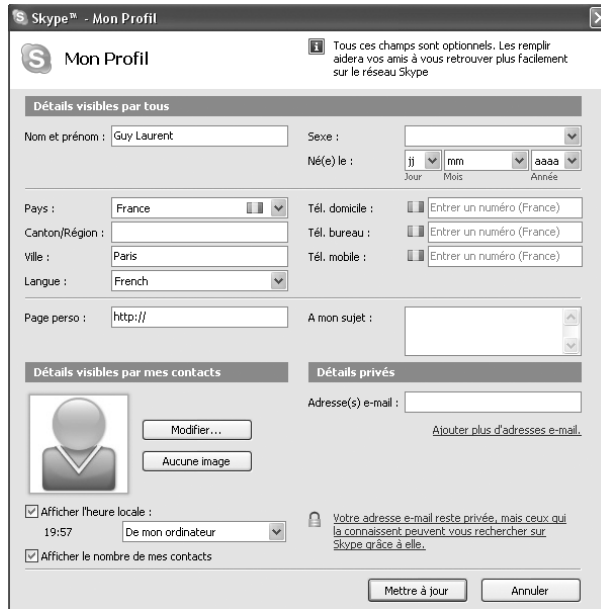 Skype™ - Mon Profil
S Mon Profil
Tous ces champs sont optionnels. Les remplir
aidera vos amis à vous retrouver plus facilement
sur le réseau Skype
Détails visibles par tous
Nom et prénom : Guy Laurent
Sexe :
Né(e) le : jj mm aaaa
Jour Mois Année
Pays : France
Canton/Région :
Ville : Paris
Langue : French
Tél. domicile : Entrer un numéro (France)
Tél. bureau : Entrer un numéro (France)
Tél. mobile : Entrer un numéro (France)
Page perso : http://
A mon sujet :
Détails visibles par mes contacts
Modifier...
Aucune image
Afficher l'heure locale :
19:57 De mon ordinateur
Afficher le nombre de mes contacts
Détails privés
Adresse(s) e-mail :
Ajouter plus d'adresses e-mail.
Votre adresse e-mail reste privée, mais ceux qui
la connaissent peuvent vous rechercher sur
Skype grâce à elle.
Mettre à jour Annuler